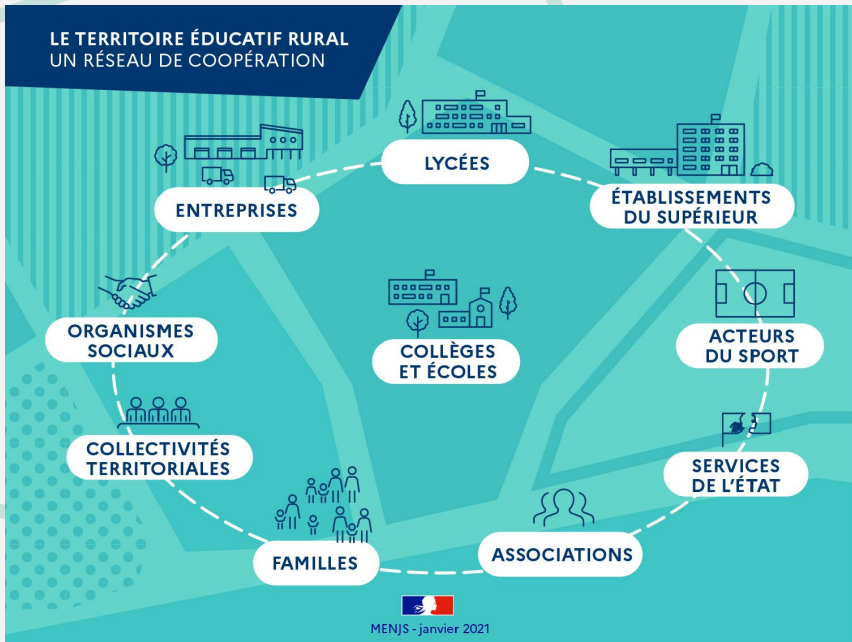 LE TERRITOIRE ÉDUCATIF RURAL
UN RÉSEAU DE COOPÉRATION
LYCÉES
ENTREPRISES
ÉTABLISSEMENTS
DU SUPÉRIEUR
ORGANISMES
SOCIAUX
COLLÈGES
ET ÉCOLES
ACTEURS
DU SPORT
COLLECTIVITÉS
TERRITORIALES
SERVICES
DE L’ÉTAT
FAMILLES
ASSOCIATIONS
MENJS - janvier 2021